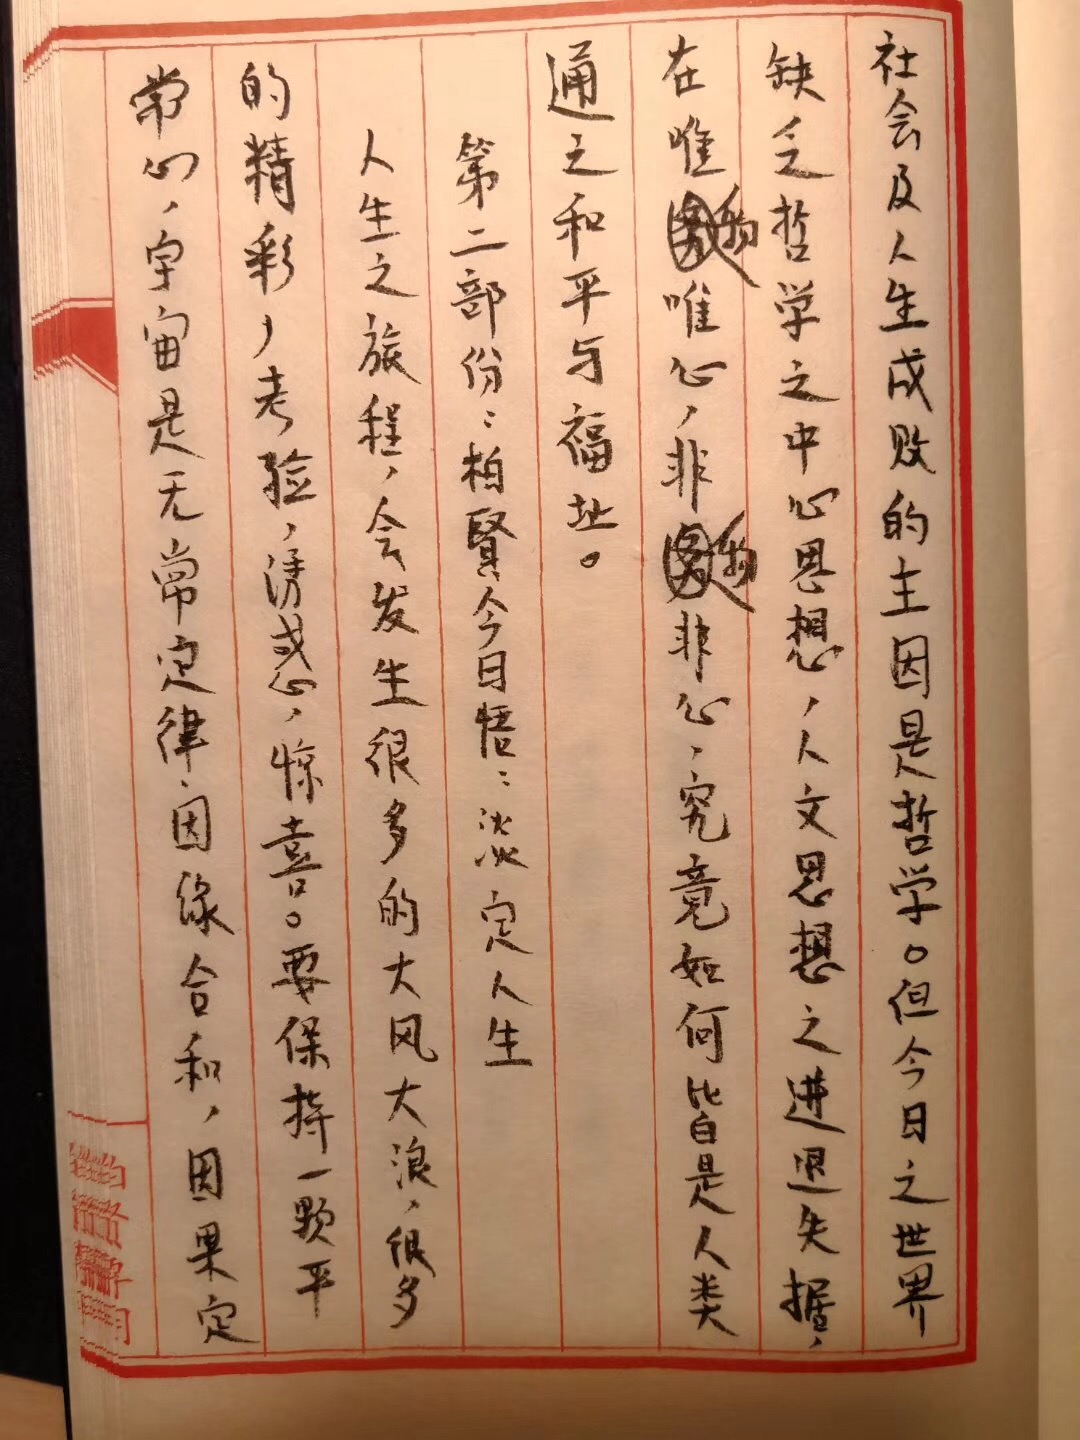 社会及人生成败的主因是哲学。但今日之世界
缺乏哲学之中心思想，人文思想之进退失据，
在唯物唯心，非物非心，究竟如何皆是人类
通之和平与福址。
第二部份：柏賢今日悟：淡定人生
人生之旅程，会发生很多的大风大浪，很多
的精彩，考验，诱惑，惊喜。要保持一颗平
常心，宇宙是无常定律，因缘合和，因果定